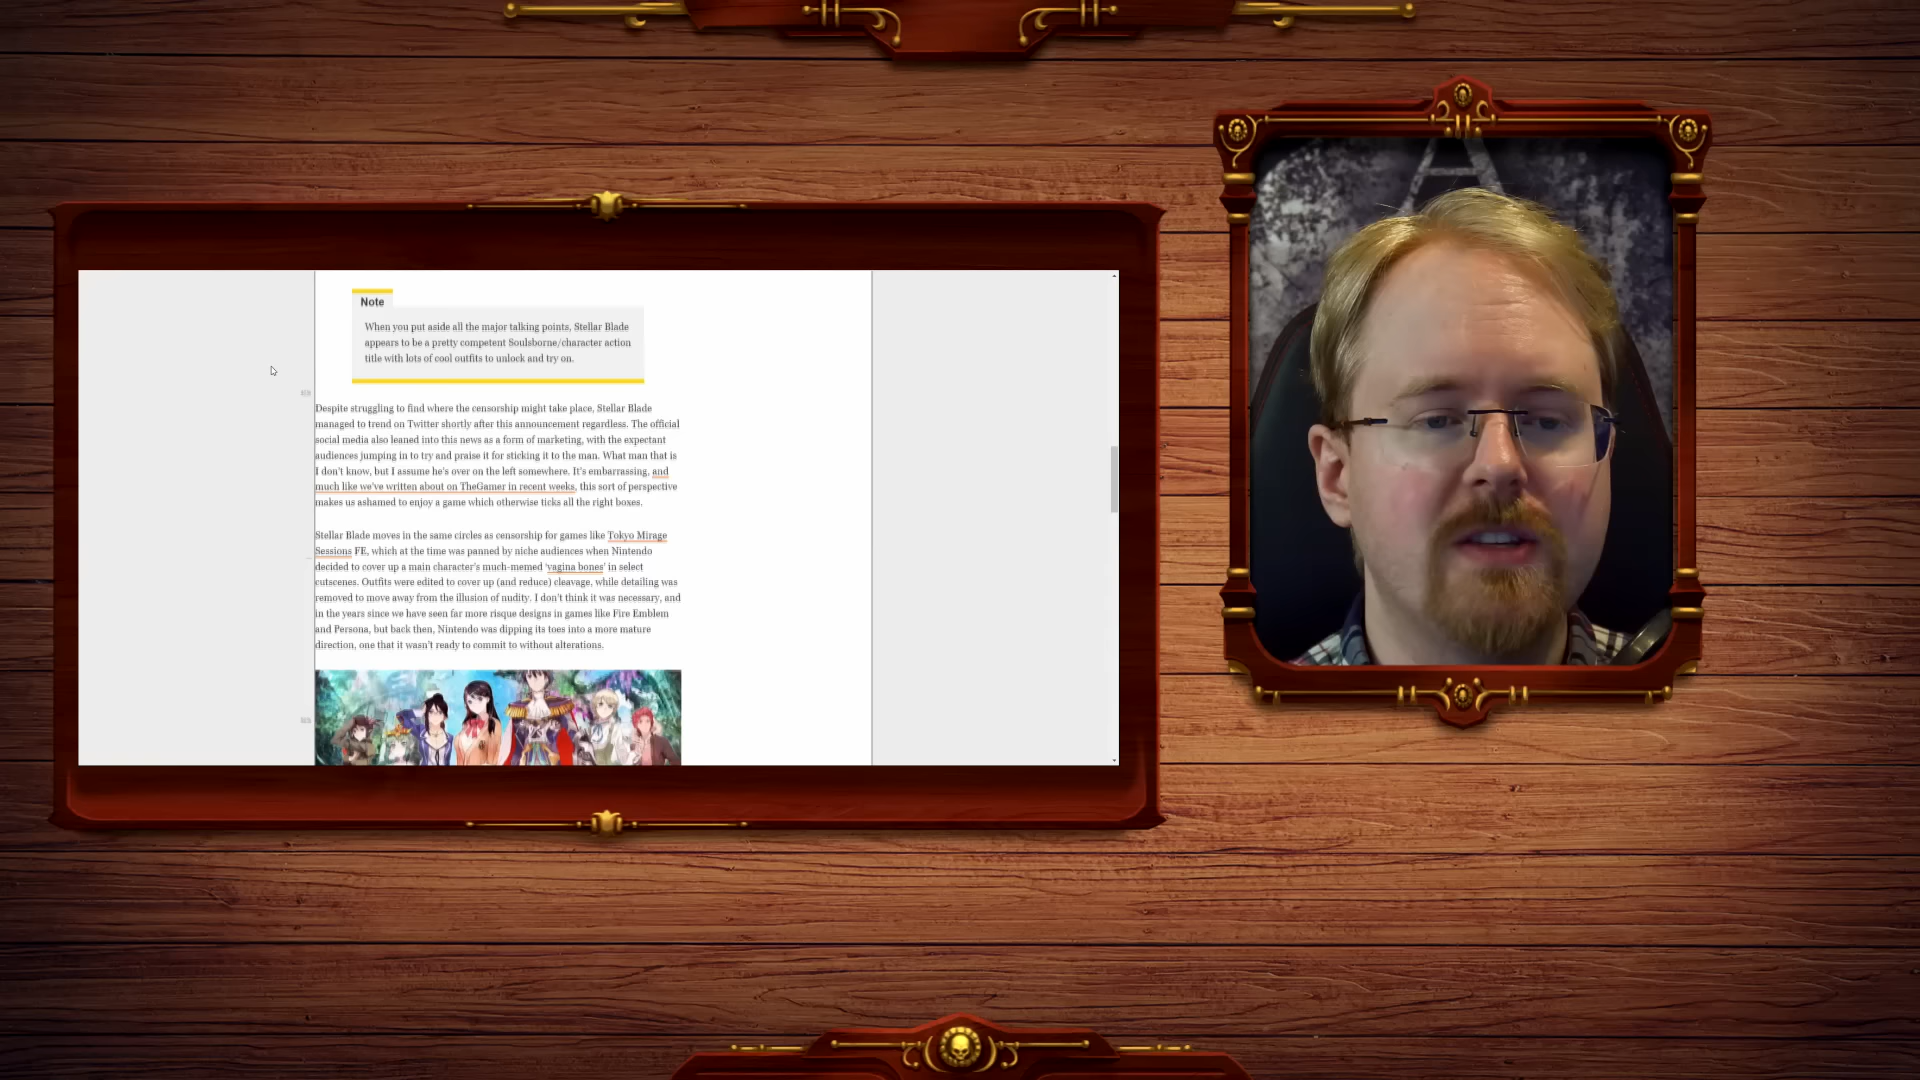 Note
When you put aside all the major talking points, Stellar Blade
appears to be a pretty competent Soulsborne/character action
title with lots of cool outfits to unlock and try on.
Despite struggling to find where the censorship might take place, Stellar Blade
managed to trend on Twitter shortly after this announcement regardless. The official
social media also leaned into this news as a form of marketing, with the expectant
audiences jumping in to try and praise it for sticking it to the man. What man that is
I don't know, but I assume he's over on the left somewhere. It's embarrassing, and
much like we've written about on TheGamer in recent weeks, this sort of perspective
makes us ashamed to enjoy a game which otherwise ticks all the right boxes.
Stellar Blade moves in the same circles as censorship for games like Tokyo Mirage
Sessions FE, which at the time was panned by niche audiences when Nintendo
decided to cover up a main character's much-memed 'vagina bones' in select
cutscenes. Outfits were edited to cover up (and reduce) cleavage, while detailing was
removed to move away from the illusion of nudity. I don't think it was necessary, and
in the years since we have seen far more risque designs in games like Fire Emblem
and Persona, but back then, Nintendo was dipping its toes into a more mature
direction, one that it wasn't ready to commit to without alterations.